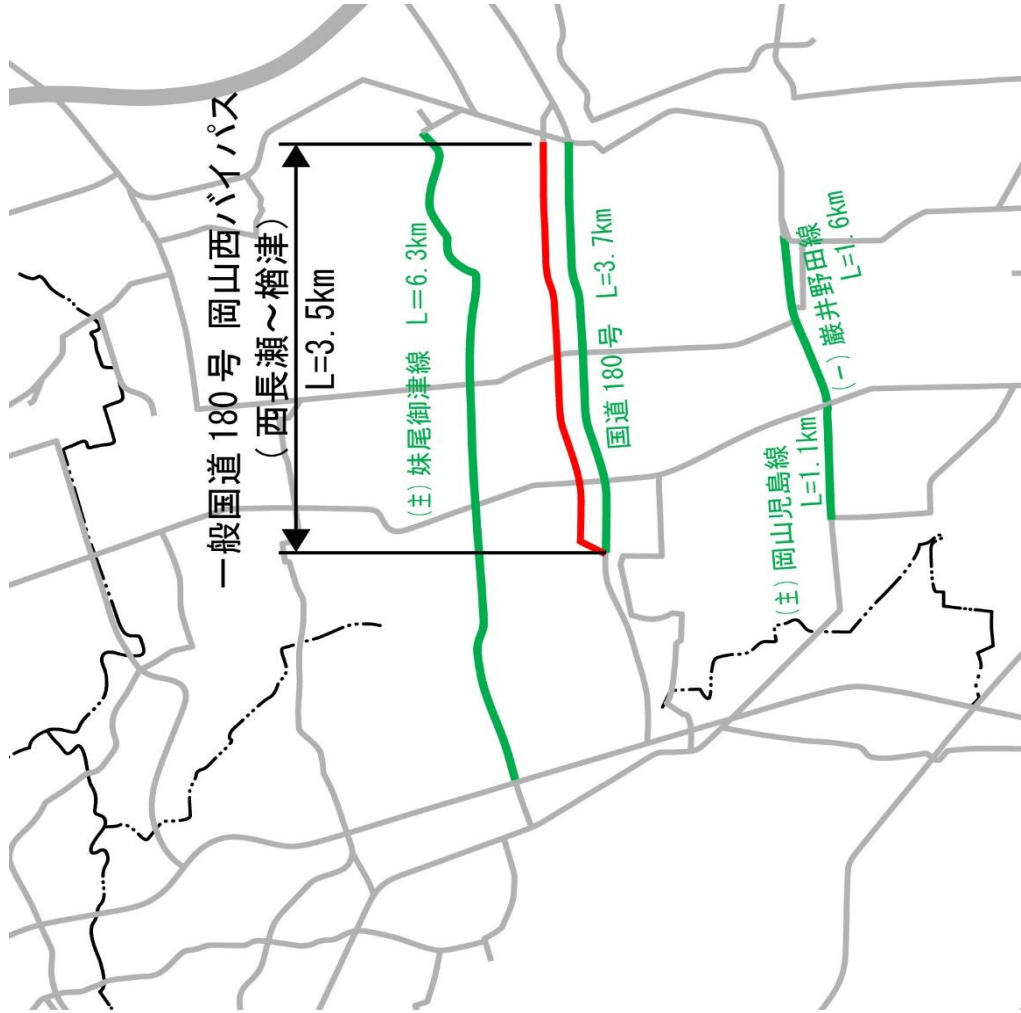 一般国道 180 号 岡山西バイパス
（西長瀬～楢津）
L=3.5km
(主) 妹尾御津線 L=6.3km
国道 180 号 L=3.7km
(主) 岡山児島線
L=1.1km
(一) 巌井野田線
L=1.6km